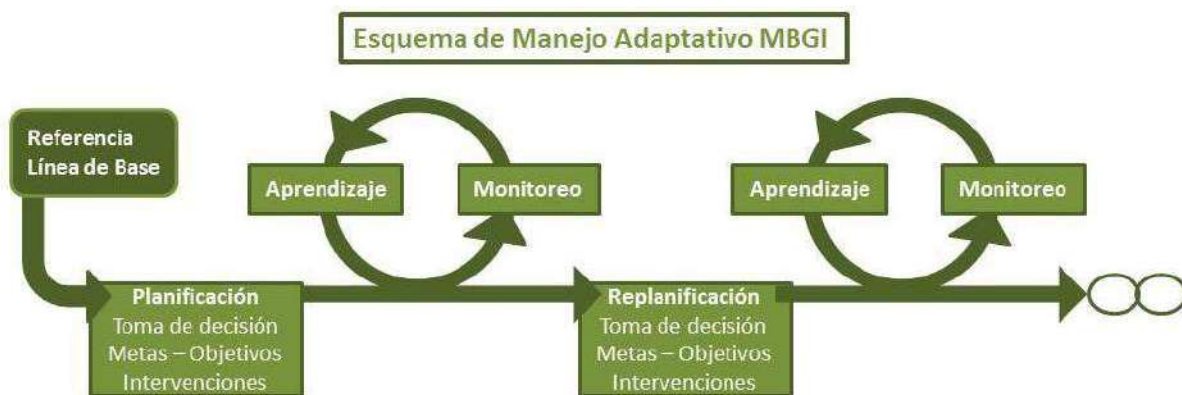 Esquema de Manejo Adaptativo MBGI
Referencia
Línea de Base
Aprendizaje
Monitoreo
Aprendizaje
Monitoreo
Planificación
Toma de decisión
Metas – Objetivos
Intervenciones
Replanificación
Toma de decisión
Metas – Objetivos
Intervenciones